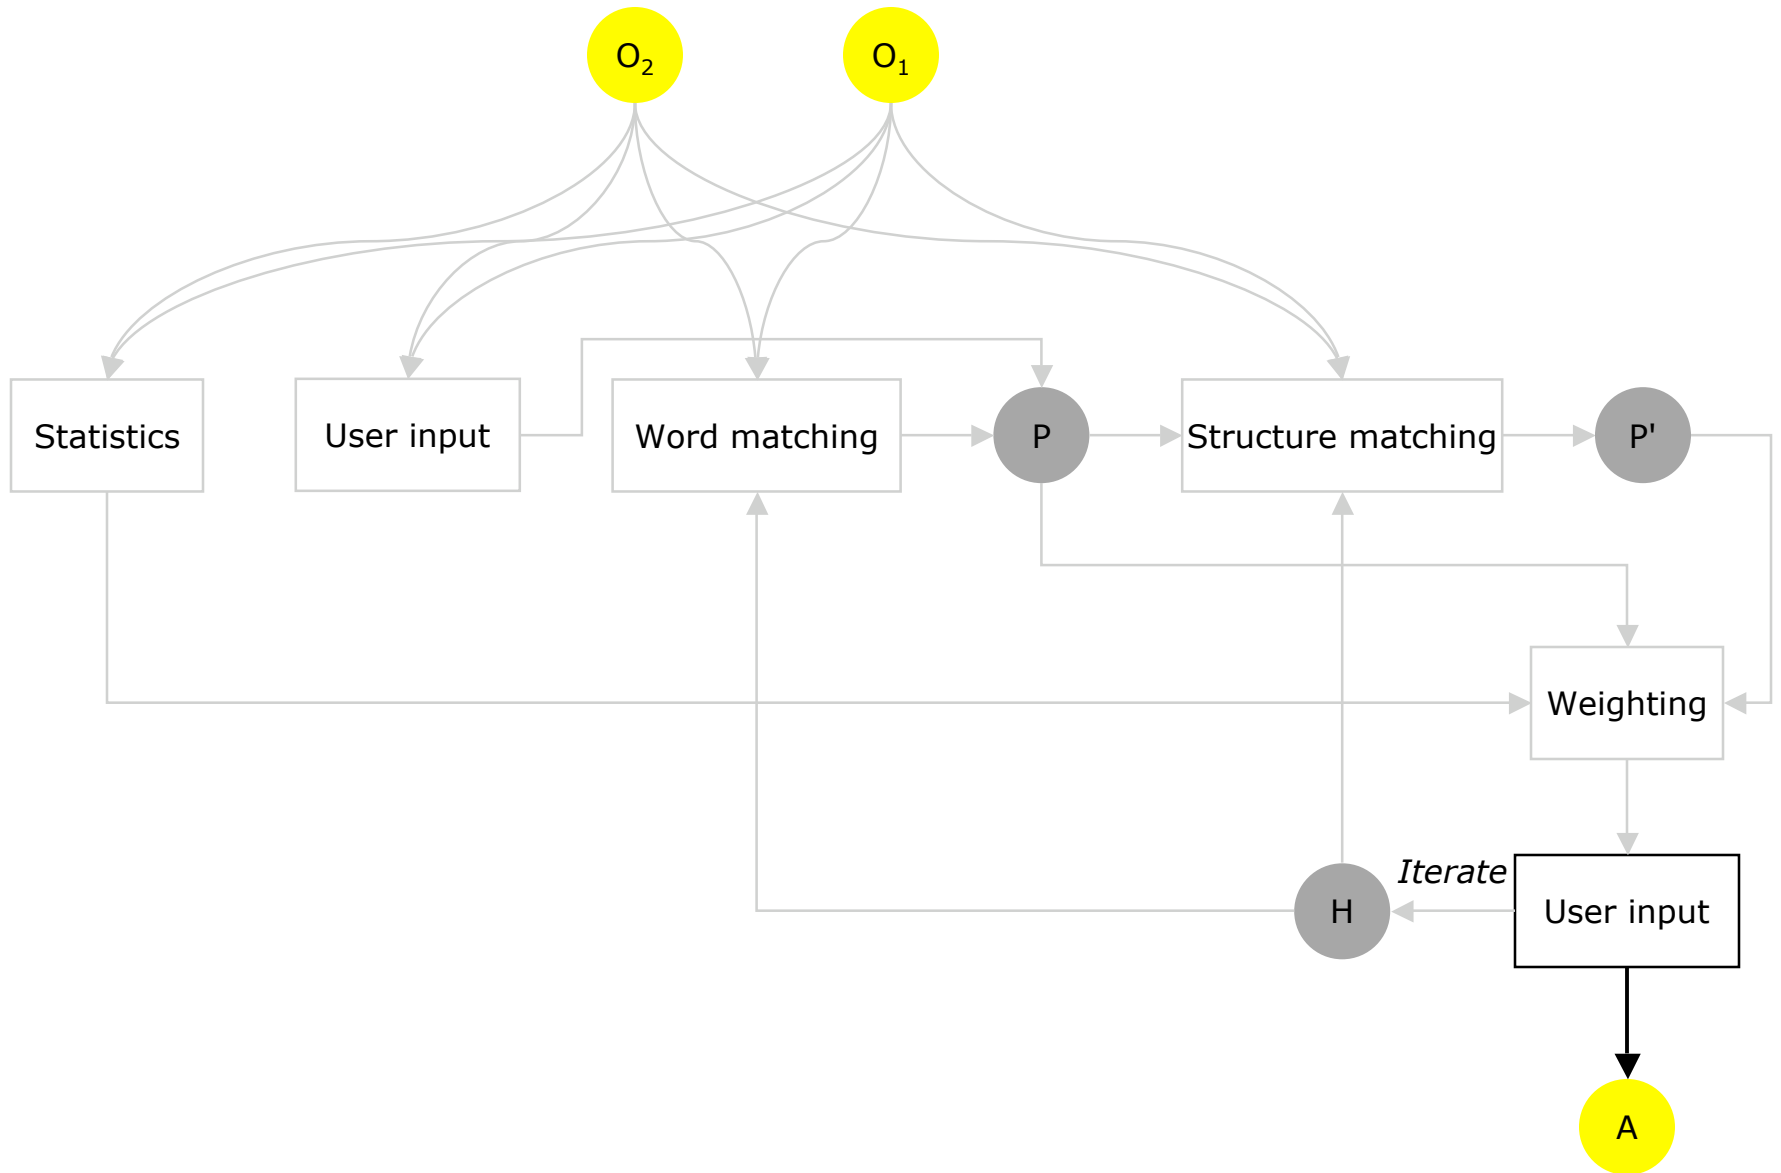 O₂
O₁
Statistics
User input
Word matching
P
Structure matching
P'
Weighting
Iterate
H
User input
A